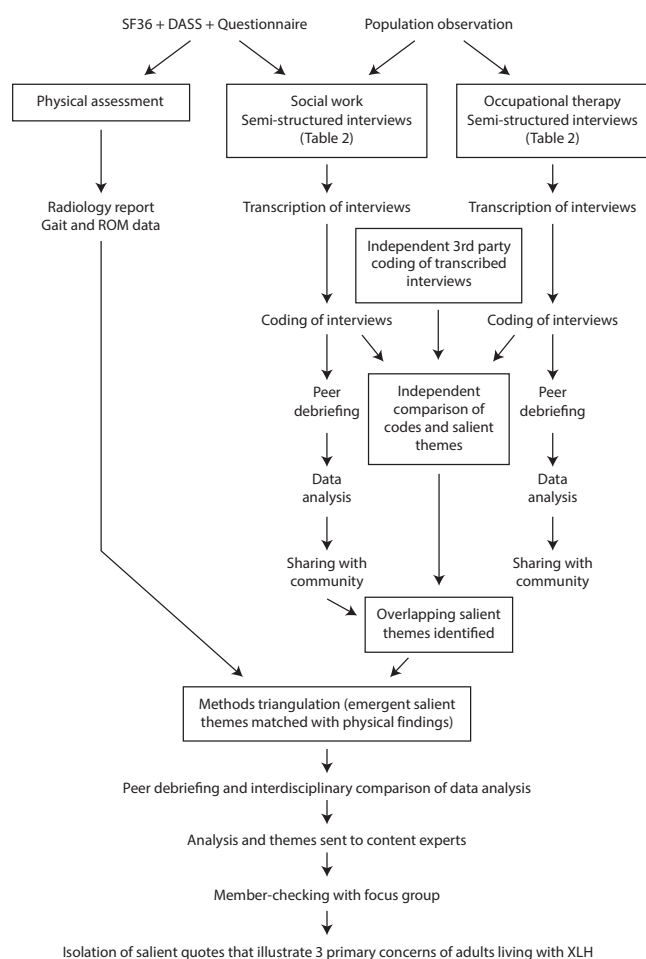 SF36 + DASS + Questionnaire
Population observation
Physical assessment
Social work
Semi-structured interviews
(Table 2)
Occupational therapy
Semi-structured interviews
(Table 2)
Radiology report
Gait and ROM data
Transcription of interviews
Transcription of interviews
Independent 3rd party
coding of transcribed
interviews
Coding of interviews
Coding of interviews
Peer
debriefing
Independent
comparison of
codes and salient
themes
Peer
debriefing
Data
analysis
Data
analysis
Sharing with
community
Sharing with
community
Overlapping salient
themes identified
Methods triangulation (emergent salient
themes matched with physical findings)
Peer debriefing and interdisciplinary comparison of data analysis
Analysis and themes sent to content experts
Member-checking with focus group
Isolation of salient quotes that illustrate 3 primary concerns of adults living with XLH